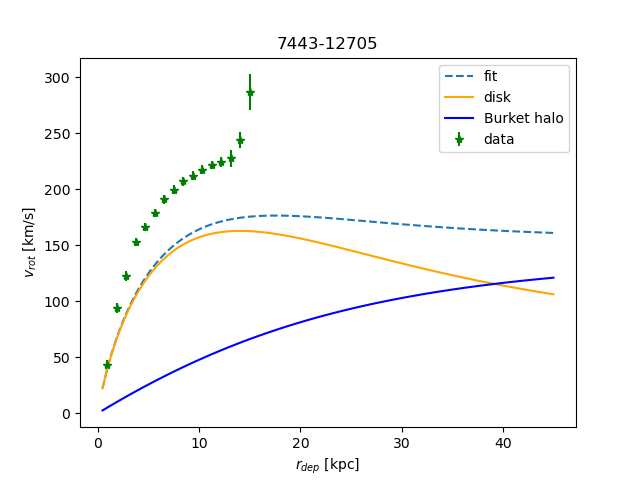 7443-12705
300
250
200
150
100
50
0
v_rot [km/s]
0 10 20 30 40
r_dep [kpc]
fit
disk
Burket halo
data